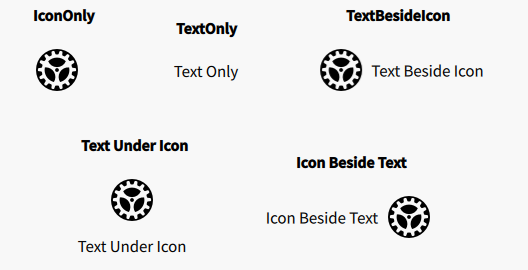 IconOnly
TextOnly
Text Only
TextBesideIcon
Text Beside Icon
Text Under Icon
Text Under Icon
Icon Beside Text
Icon Beside Text